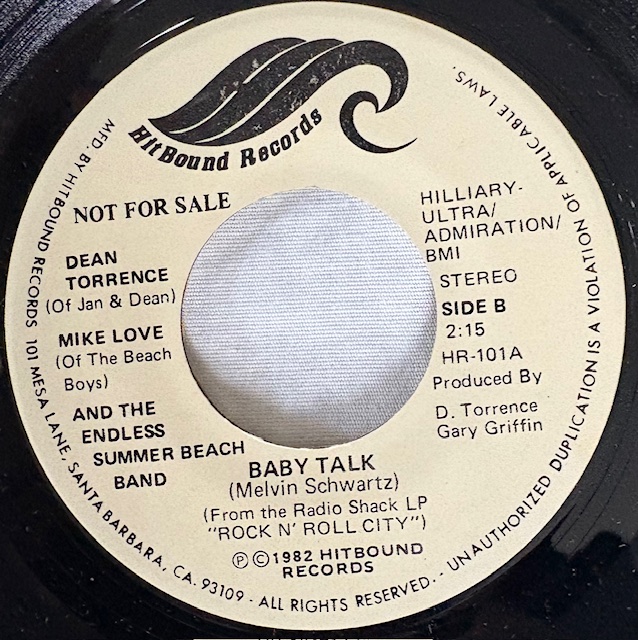 HitBound Records
NOT FOR SALE
DEAN
TORRENCE
(Of Jan & Dean)
MIKE LOVE
(Of The Beach
Boys)
AND THE
ENDLESS
SUMMER BEACH
BAND
HILLIARY-
ULTRA/
ADMIRATION/
BMI
STEREO
SIDE B
2:15
HR-101A
Produced By
D. Torrence
Gary Griffin
BABY TALK
(Melvin Schwartz)
(From the Radio Shack LP
"ROCK N' ROLL CITY")
Ⓟ©1982 HITBOUND
RECORDS
MFD. BY HITBOUND RECORDS 101 MESA LANE, SANTA BARBARA, CA. 93109 - ALL RIGHTS RESERVED. - UNAUTHORIZED DUPLICATION IS A VIOLATION OF APPLICABLE LAWS.